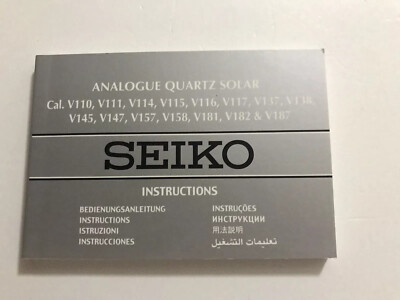 ANALOGUE QUARTZ SOLAR
Cal. V110, V111, V114, V115, V116, V117, V137, V138,
V145, V147, V157, V158, V181, V182 & V187
SEIKO
INSTRUCTIONS
BEDIENUNGSANLEITUNG INSTRUÇÕES
INSTRUCTIONS ИНСТРУКЦИИ
ISTRUZIONI 用法説明
INSTRUCCIONES تعليمات التشغيل